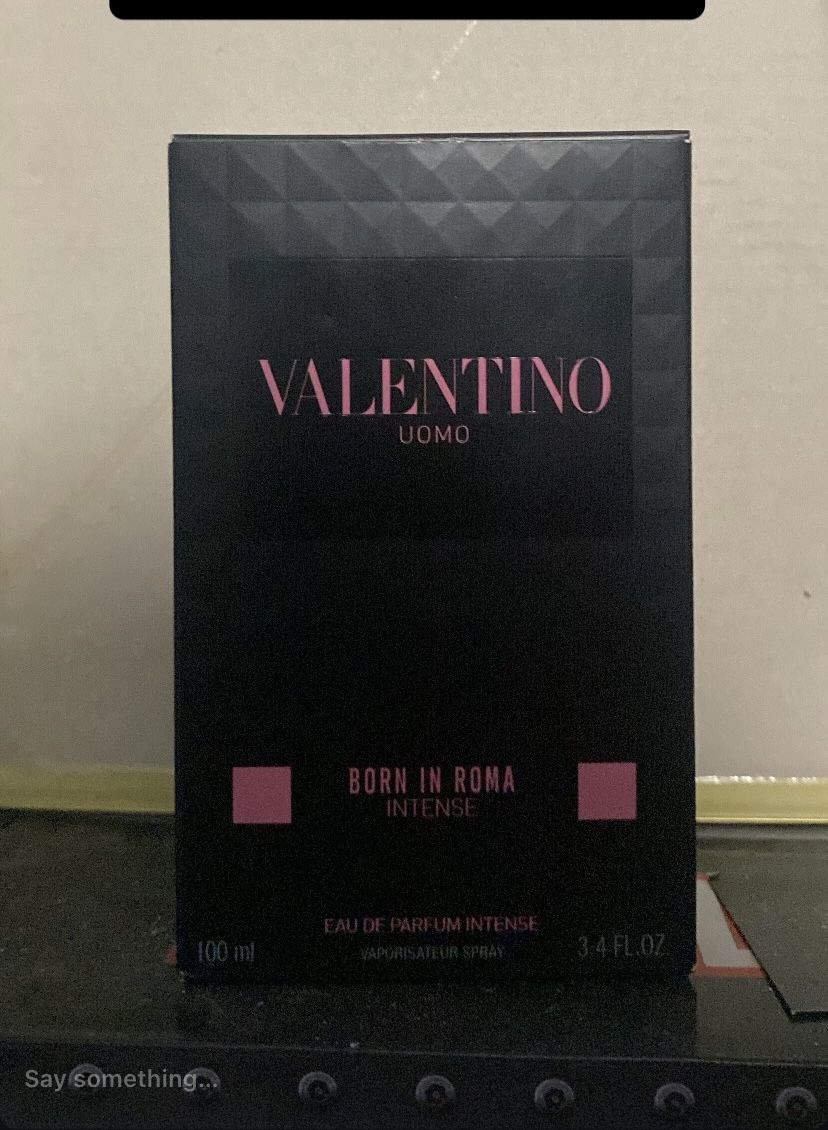 VALENTINO
UOMO
BORN IN ROMA
INTENSE
EAU DE PARFUM INTENSE
100 ml VAPORISATEUR SPRAY 3.4 FL.OZ.
Say something...